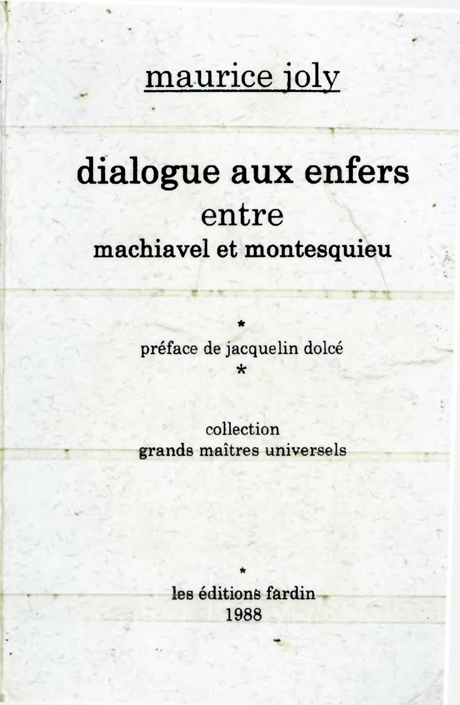 maurice joly
dialogue aux enfers
entre
machiavel et montesquieu
*
préface de jacquelin dolcé
*
collection
grands maîtres universels
*
les éditions fardin
1988